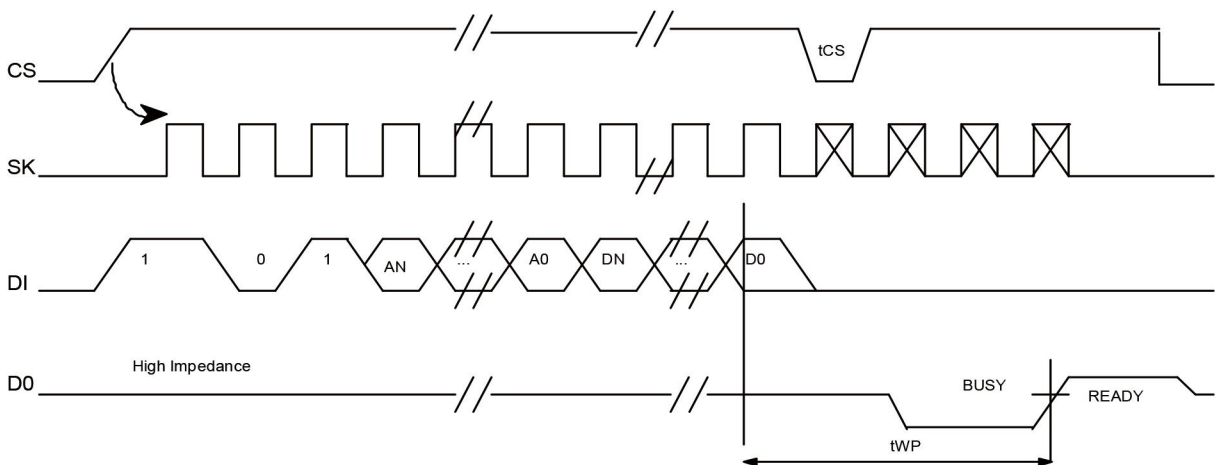 CS
tCS
SK
DI
1 0 1 AN ... A0 DN ... D0
D0
High Impedance
BUSY
READY
tWP